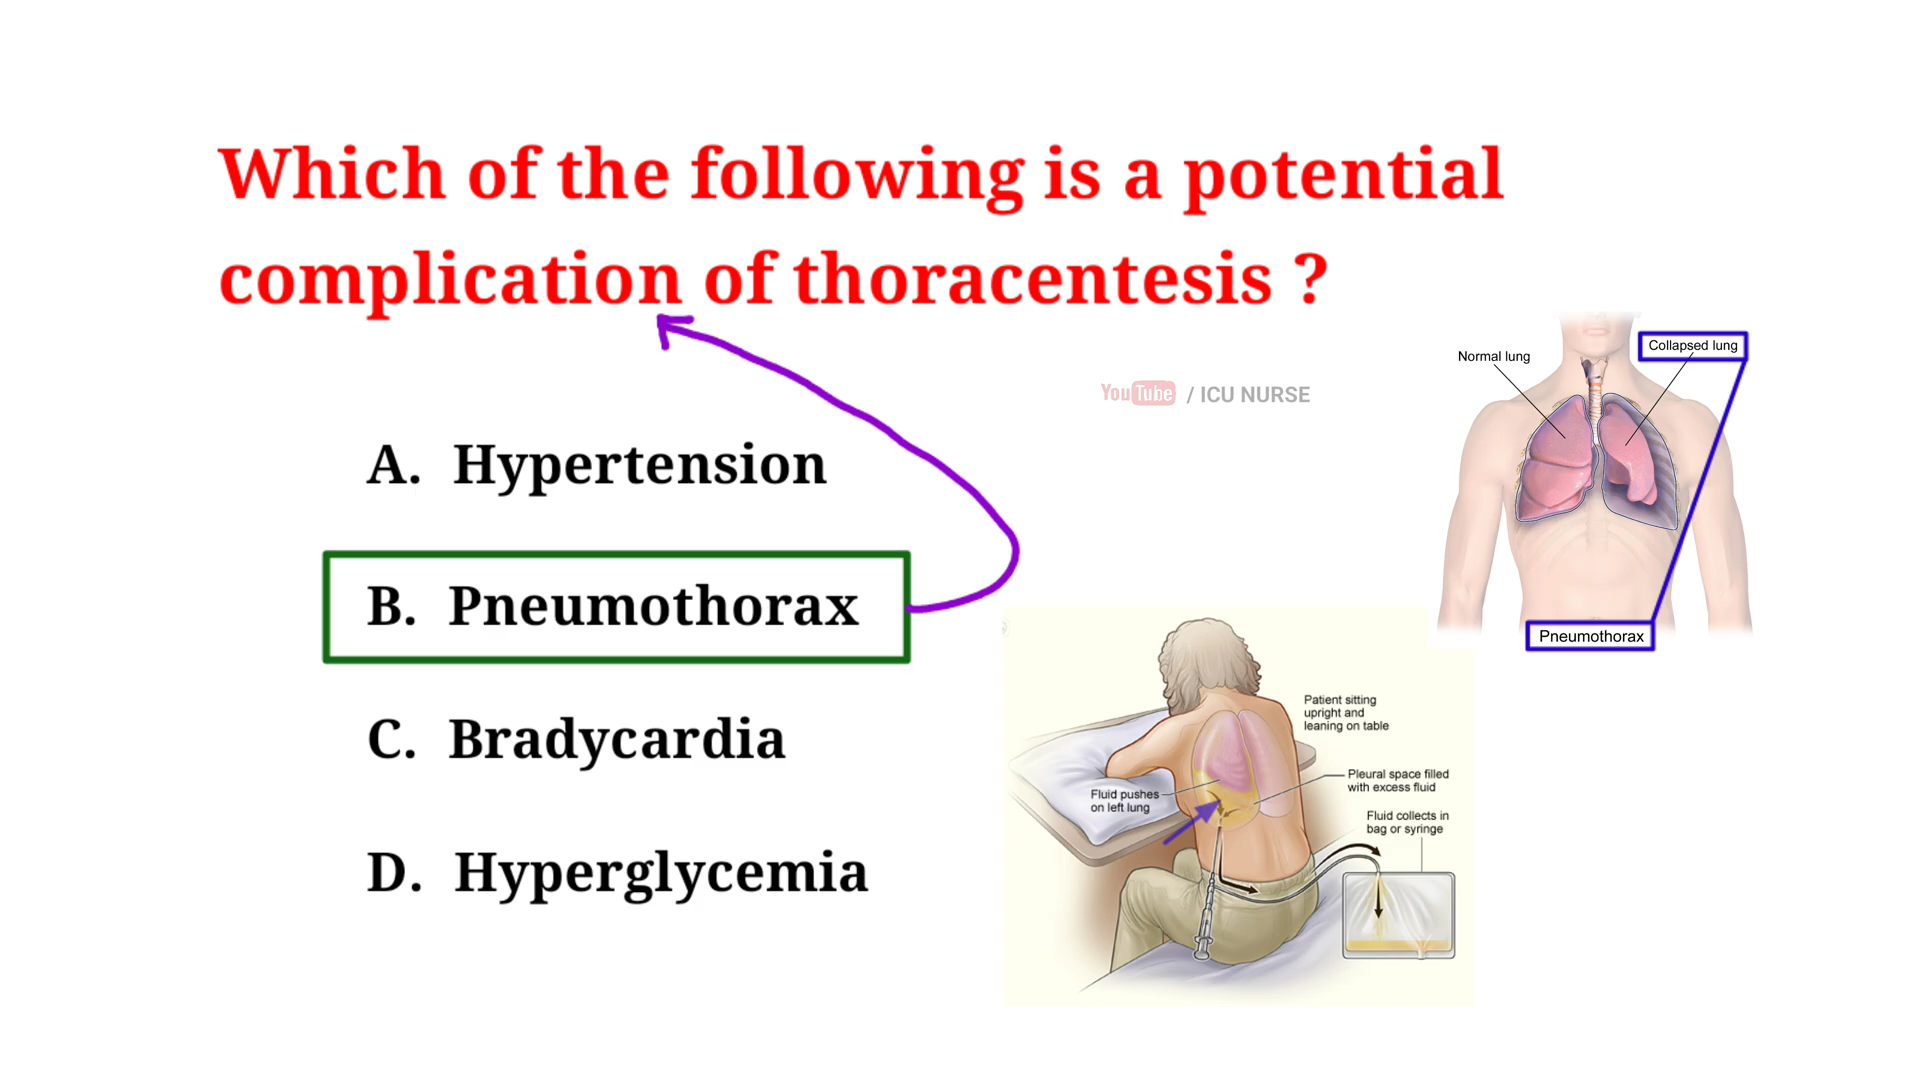 Which of the following is a potential
complication of thoracentesis ?
A. Hypertension
B. Pneumothorax
C. Bradycardia
D. Hyperglycemia
YouTube / ICU NURSE
Normal lung
Collapsed lung
Pneumothorax
Patient sitting
upright and
leaning on table
Pleural space filled
with excess fluid
Fluid pushes
on left lung
Fluid collects in
bag or syringe